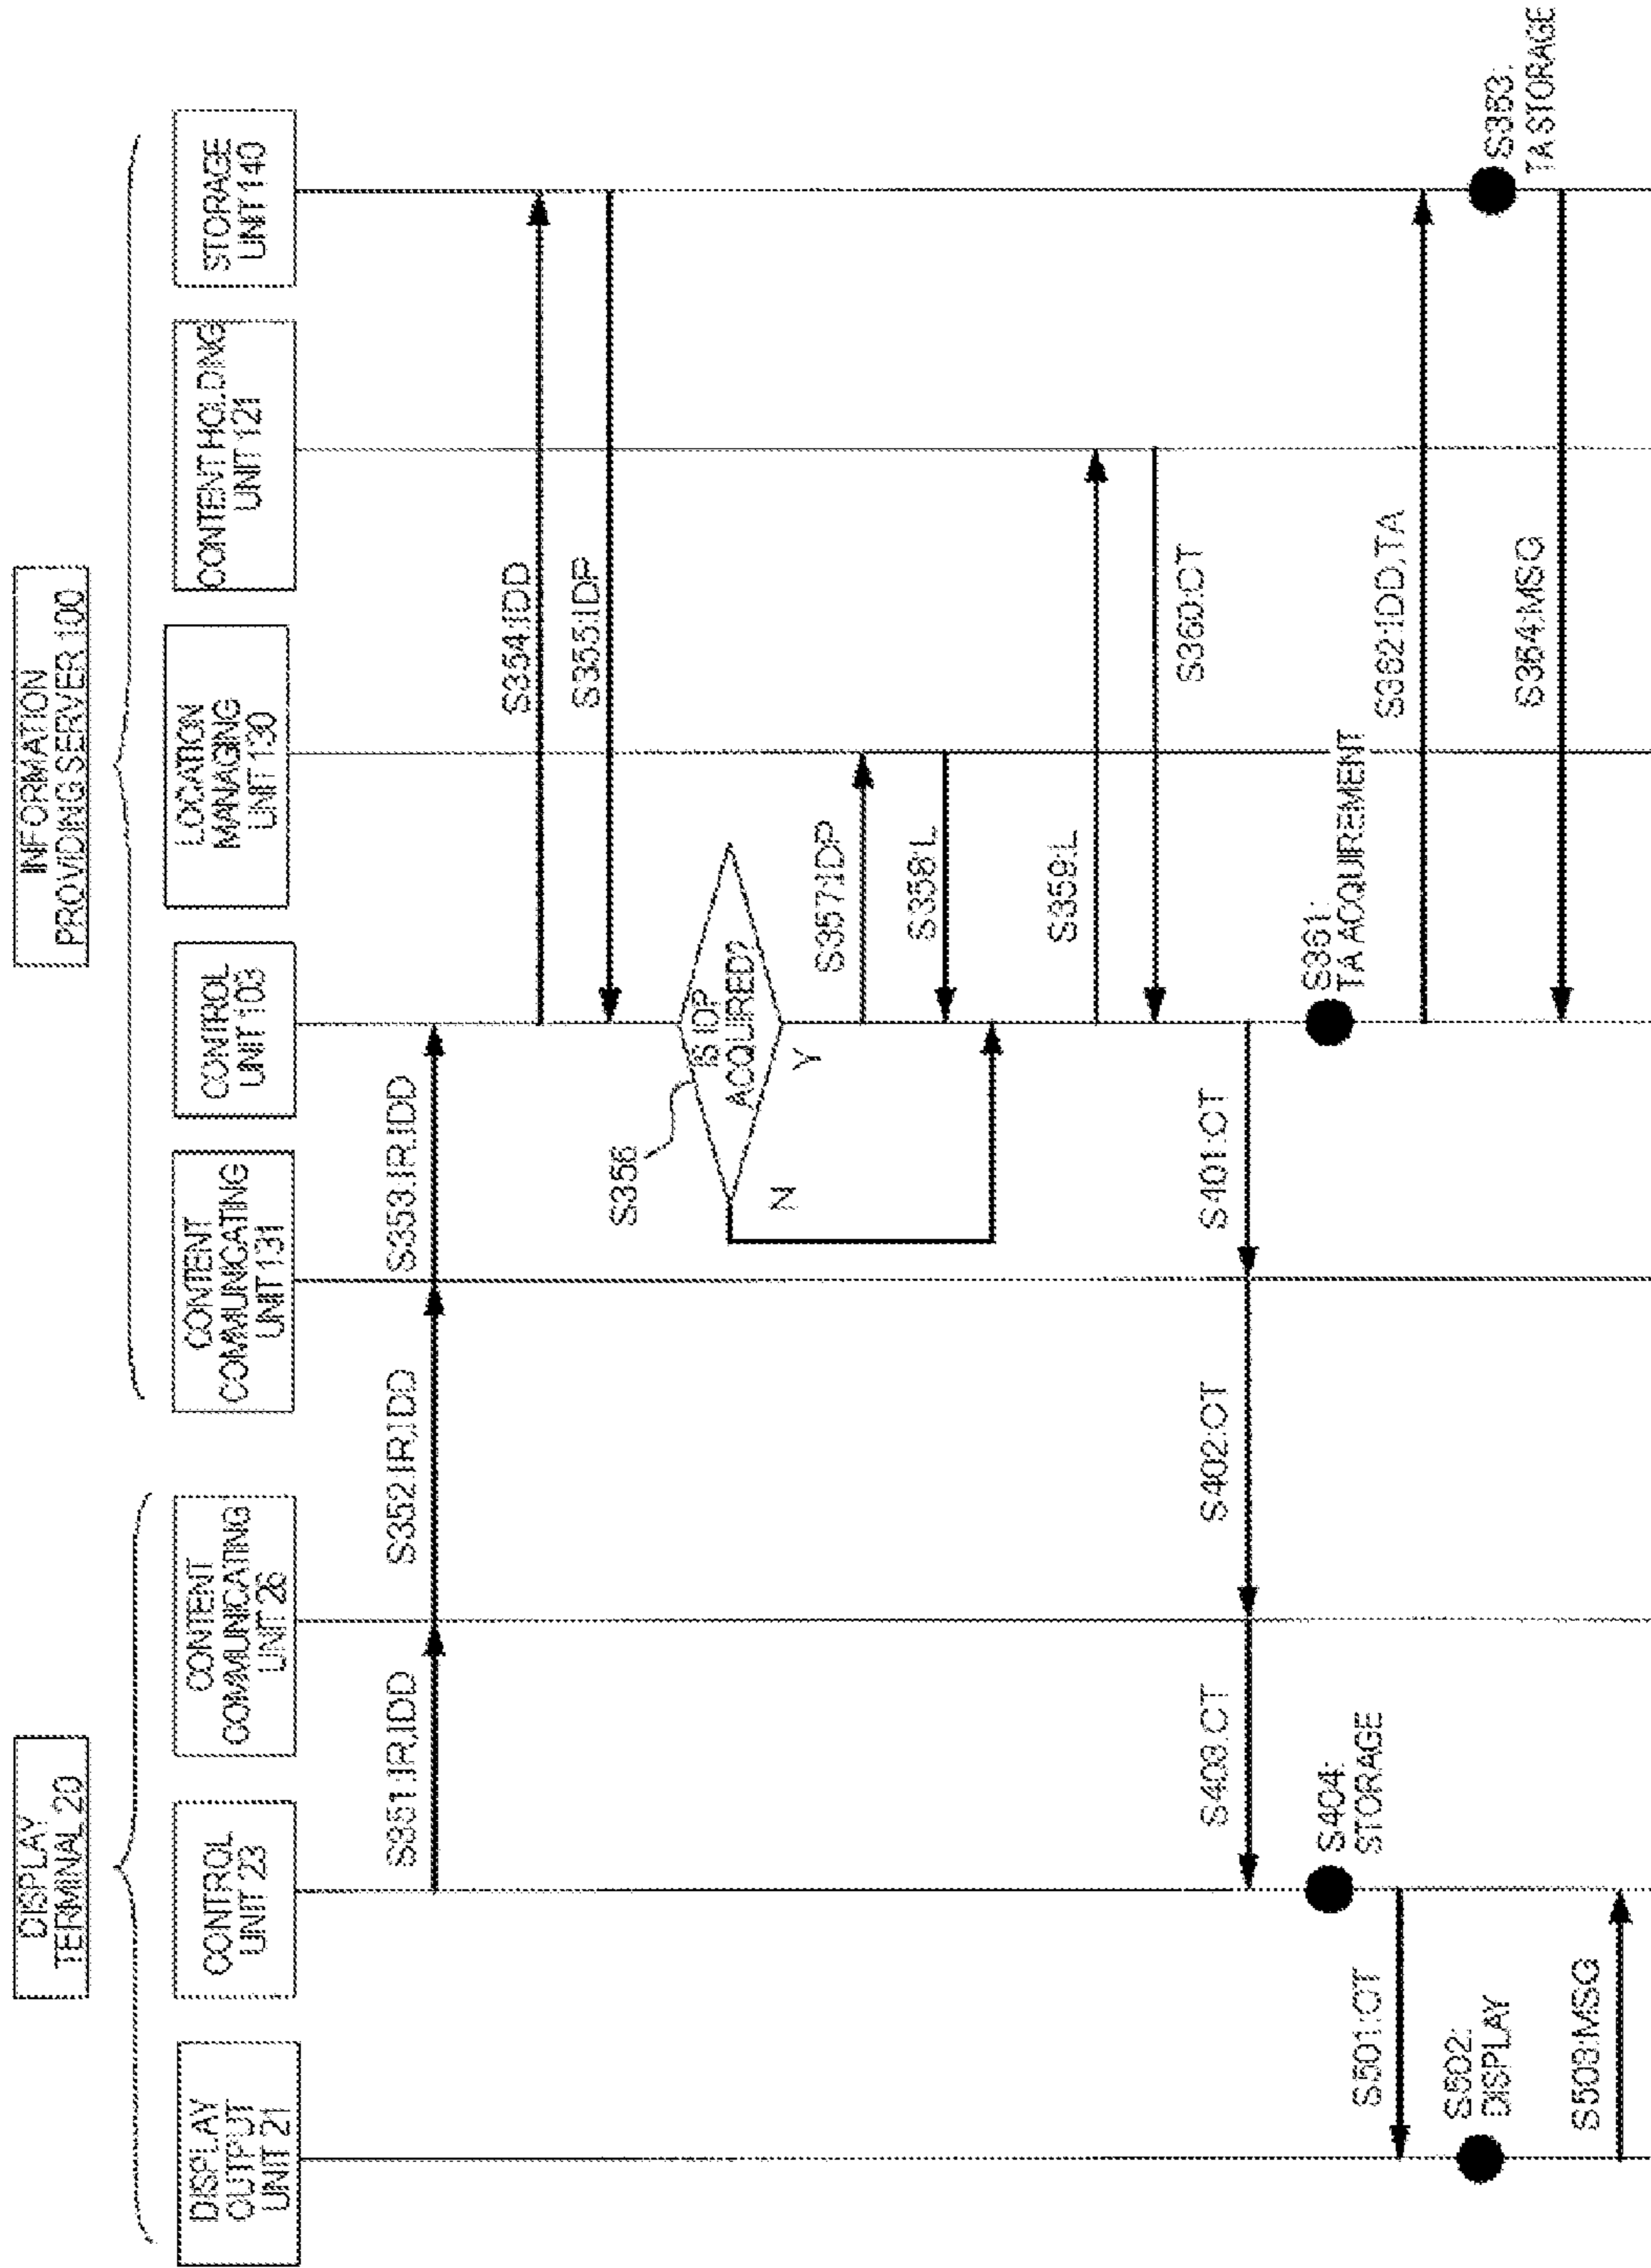 DISPLAY
TERMINAL 20
INFORMATION
PROVIDING SERVER 100
DISPLAY
OUTPUT
UNIT 21
CONTROL
UNIT 23
CONTENT
COMMUNICATING
UNIT 26
CONTENT
COMMUNICATING
UNIT 131
CONTROL
UNIT 103
LOCATION
MANAGING
UNIT 130
CONTENT HOLDING
UNIT 121
STORAGE
UNIT 140
S351:IR,IDD
S352:IR,IDD
S353:IR,IDD
S354:IDD
S355:IDP
S356
IS IDP
ACQUIRED?
N
Y
S357:IDP
S358:L
S359:L
S360:CT
S401:CT
S402:CT
S403:CT
S404:
STORAGE
S361:
TA ACQUIREMENT
S362:IDD,TA
S501:CT
S502:
DISPLAY
S363:
TA STORAGE
S364:MSG
S503:MSG